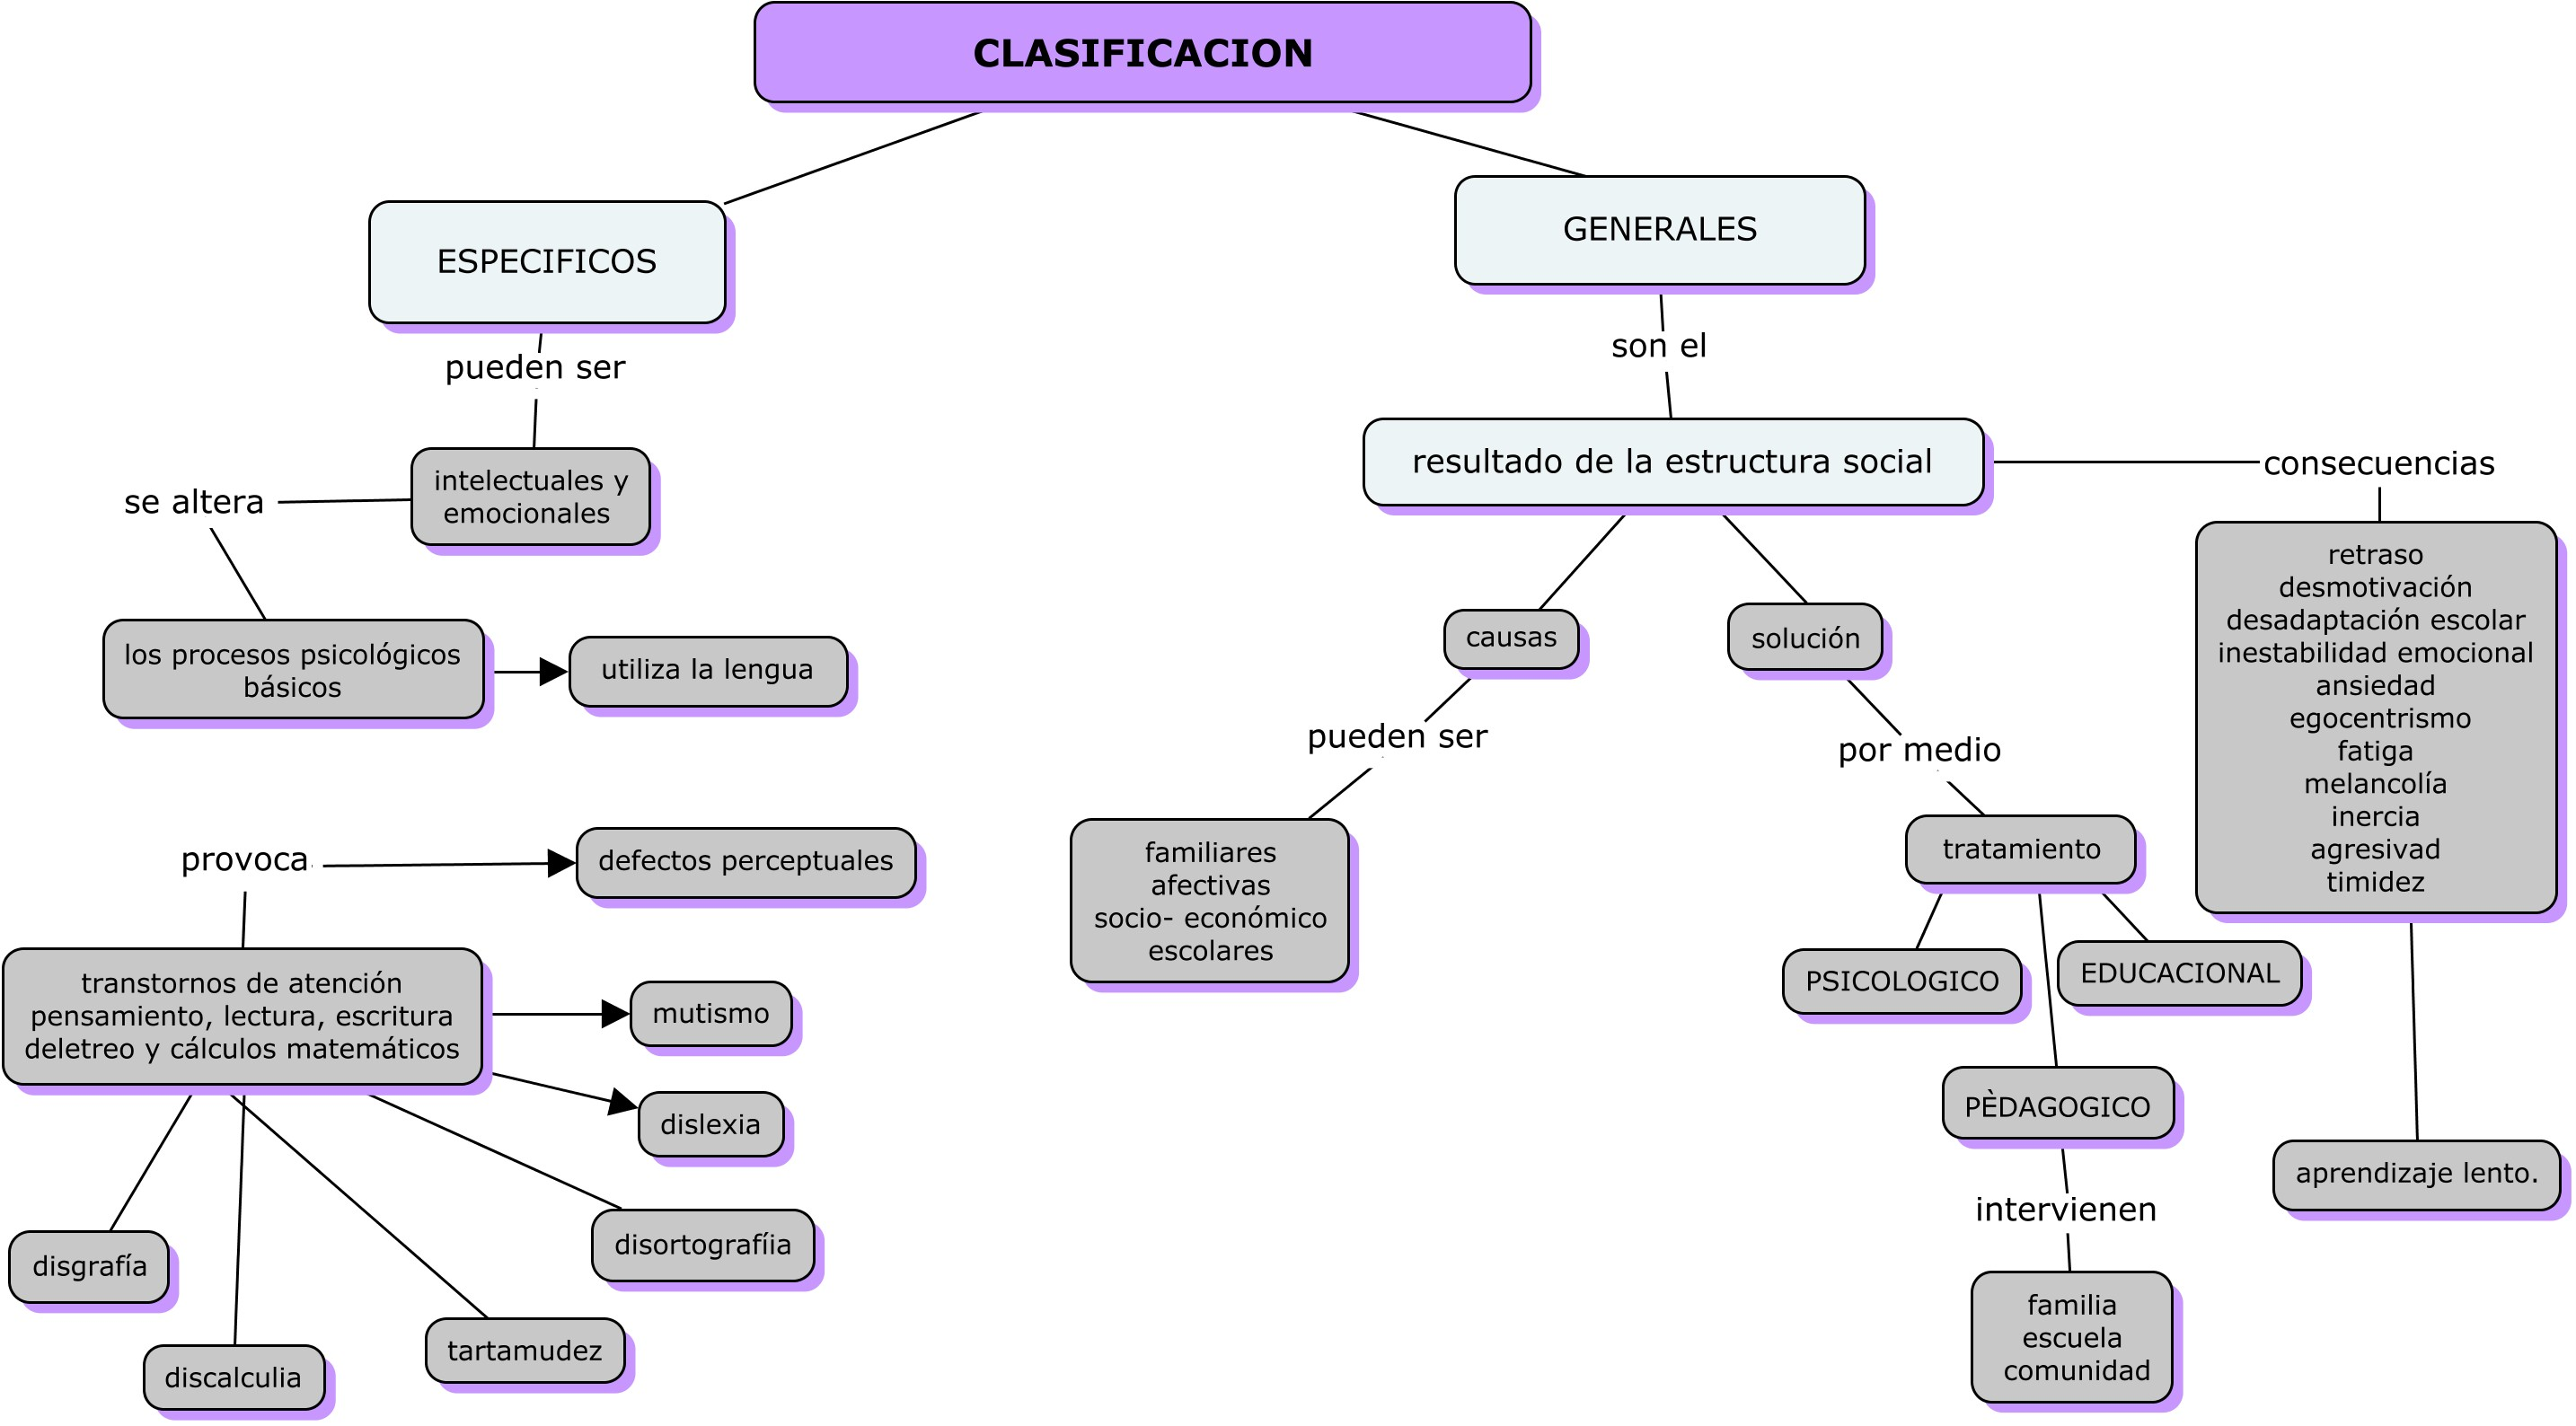 CLASIFICACION
ESPECIFICOS
pueden ser
intelectuales y
emocionales
se altera
los procesos psicológicos
básicos
utiliza la lengua
provoca
defectos perceptuales
transtornos de atención
pensamiento, lectura, escritura
deletreo y cálculos matemáticos
mutismo
dislexia
disortografíia
tartamudez
discalculia
disgrafía
GENERALES
son el
resultado de la estructura social
causas
pueden ser
familiares
afectivas
socio- económico
escolares
solución
por medio
tratamiento
PSICOLOGICO
EDUCACIONAL
PÈDAGOGICO
intervienen
familia
escuela
comunidad
consecuencias
retraso
desmotivación
desadaptación escolar
inestabilidad emocional
ansiedad
egocentrismo
fatiga
melancolía
inercia
agresivad
timidez
aprendizaje lento.